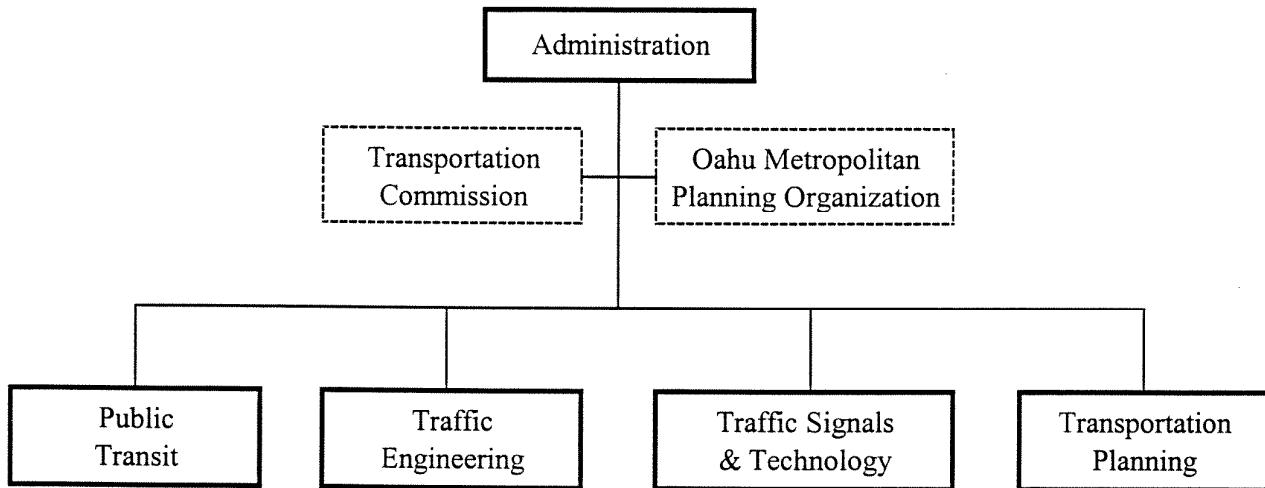 Administration
Transportation
Commission
Oahu Metropolitan
Planning Organization
Public
Transit
Traffic
Engineering
Traffic Signals
& Technology
Transportation
Planning